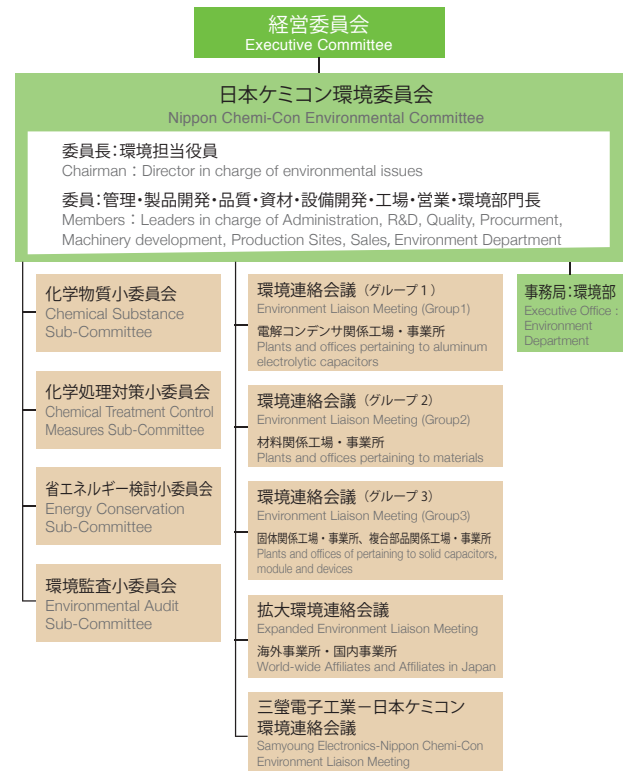 経営委員会
Executive Committee
日本ケミコン環境委員会
Nippon Chemi-Con Environmental Committee
委員長：環境担当役員
Chairman：Director in charge of environmental issues
委員：管理・製品開発・品質・資材・設備開発・工場・営業・環境部門長
Members：Leaders in charge of Administration, R&D, Quality, Procurment,
Machinery development, Production Sites, Sales, Environment Department
化学物質小委員会
Chemical Substance
Sub-Committee
化学処理対策小委員会
Chemical Treatment Control
Measures Sub-Committee
省エネルギー検討小委員会
Energy Conservation
Sub-Committee
環境監査小委員会
Environmental Audit
Sub-Committee
環境連絡会議（グループ1）
Environment Liaison Meeting (Group1)
電解コンデンサ関係工場・事業所
Plants and offices pertaining to aluminum
electrolytic capacitors
環境連絡会議（グループ2）
Environment Liaison Meeting (Group2)
材料関係工場・事業所
Plants and offices pertaining to materials
環境連絡会議（グループ3）
Environment Liaison Meeting (Group3)
固体関係工場・事業所、複合部品関係工場・事業所
Plants and offices of pertaining to solid capacitors,
module and devices
拡大環境連絡会議
Expanded Environment Liaison Meeting
海外事業所・国内事業所
World-wide Affiliates and Affiliates in Japan
三瑩電子工業－日本ケミコン
環境連絡会議
Samyoung Electronics-Nippon Chemi-Con
Environment Liaison Meeting
事務局：環境部
Executive Office：
Environment
Department